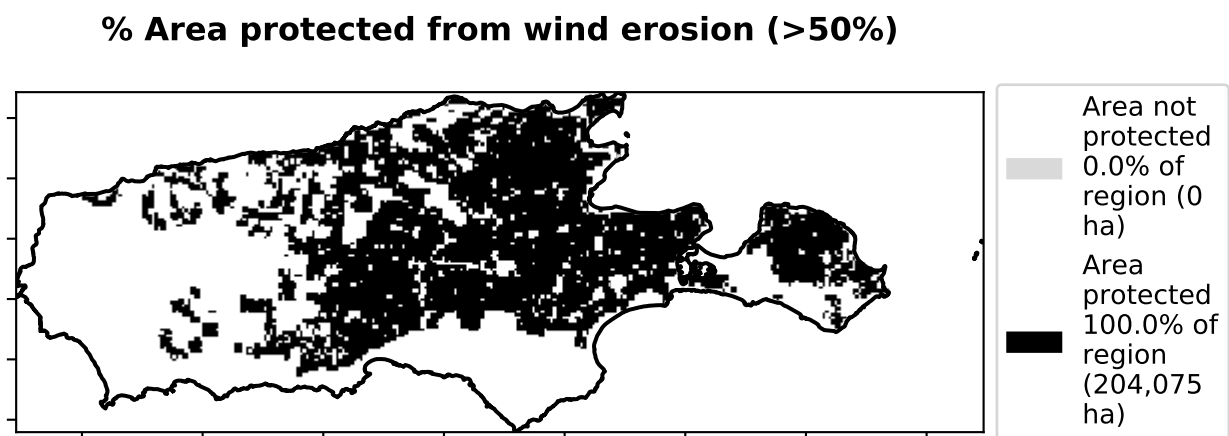 % Area protected from wind erosion (>50%)
Area not
protected
0.0% of
region (0
ha)
Area
protected
100.0% of
region
(204,075
ha)